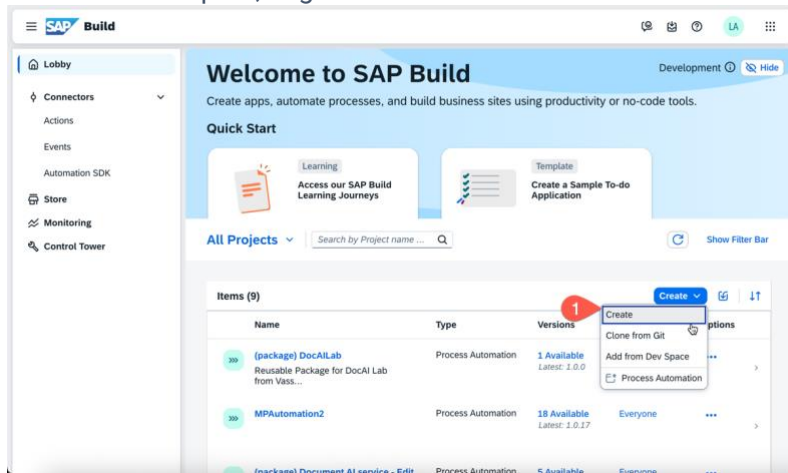 SAP Build
LA
Lobby
Connectors
Actions
Events
Automation SDK
Store
Monitoring
Control Tower
Welcome to SAP Build
Development
Hide
Create apps, automate processes, and build business sites using productivity or no-code tools.
Quick Start
Learning
Access our SAP Build
Learning Journeys
Template
Create a Sample To-do
Application
All Projects
Search by Project name ...
Show Filter Bar
Items (9)
Create
1
Create
Clone from Git
Add from Dev Space
Process Automation
Name Type Versions ptions
(package) DocAILab Process Automation 1 Available
Reusable Package for DocAI Lab Latest: 1.0.0
from Vass...
MPAutomation2 Process Automation 18 Available Everyone
Latest: 1.0.17
(package) Document AI service - Edit Process Automation 5 Available Everyone